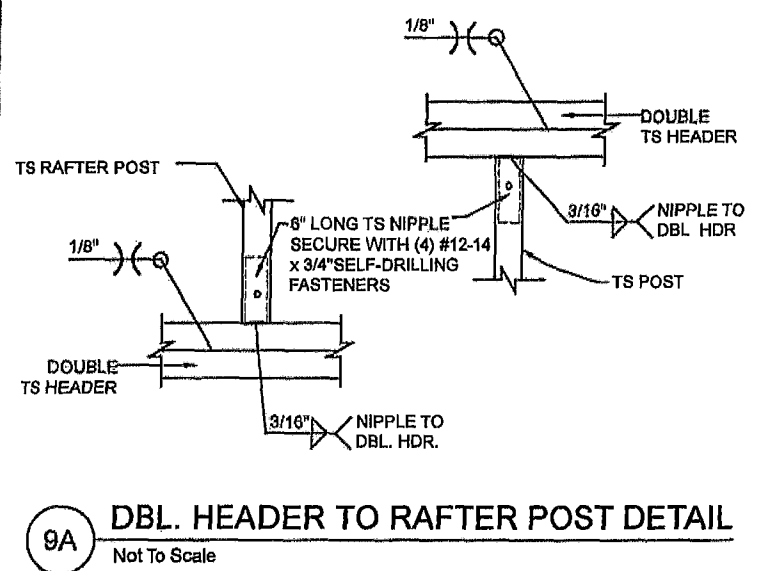 1/8"
DOUBLE
TS HEADER
TS RAFTER POST
6" LONG TS NIPPLE
SECURE WITH (4) #12-14
x 3/4"SELF-DRILLING
FASTENERS
3/16"
NIPPLE TO
DBL HDR
TS POST
1/8"
DOUBLE
TS HEADER
3/16"
NIPPLE TO
DBL. HDR.
9A
DBL. HEADER TO RAFTER POST DETAIL
Not To Scale